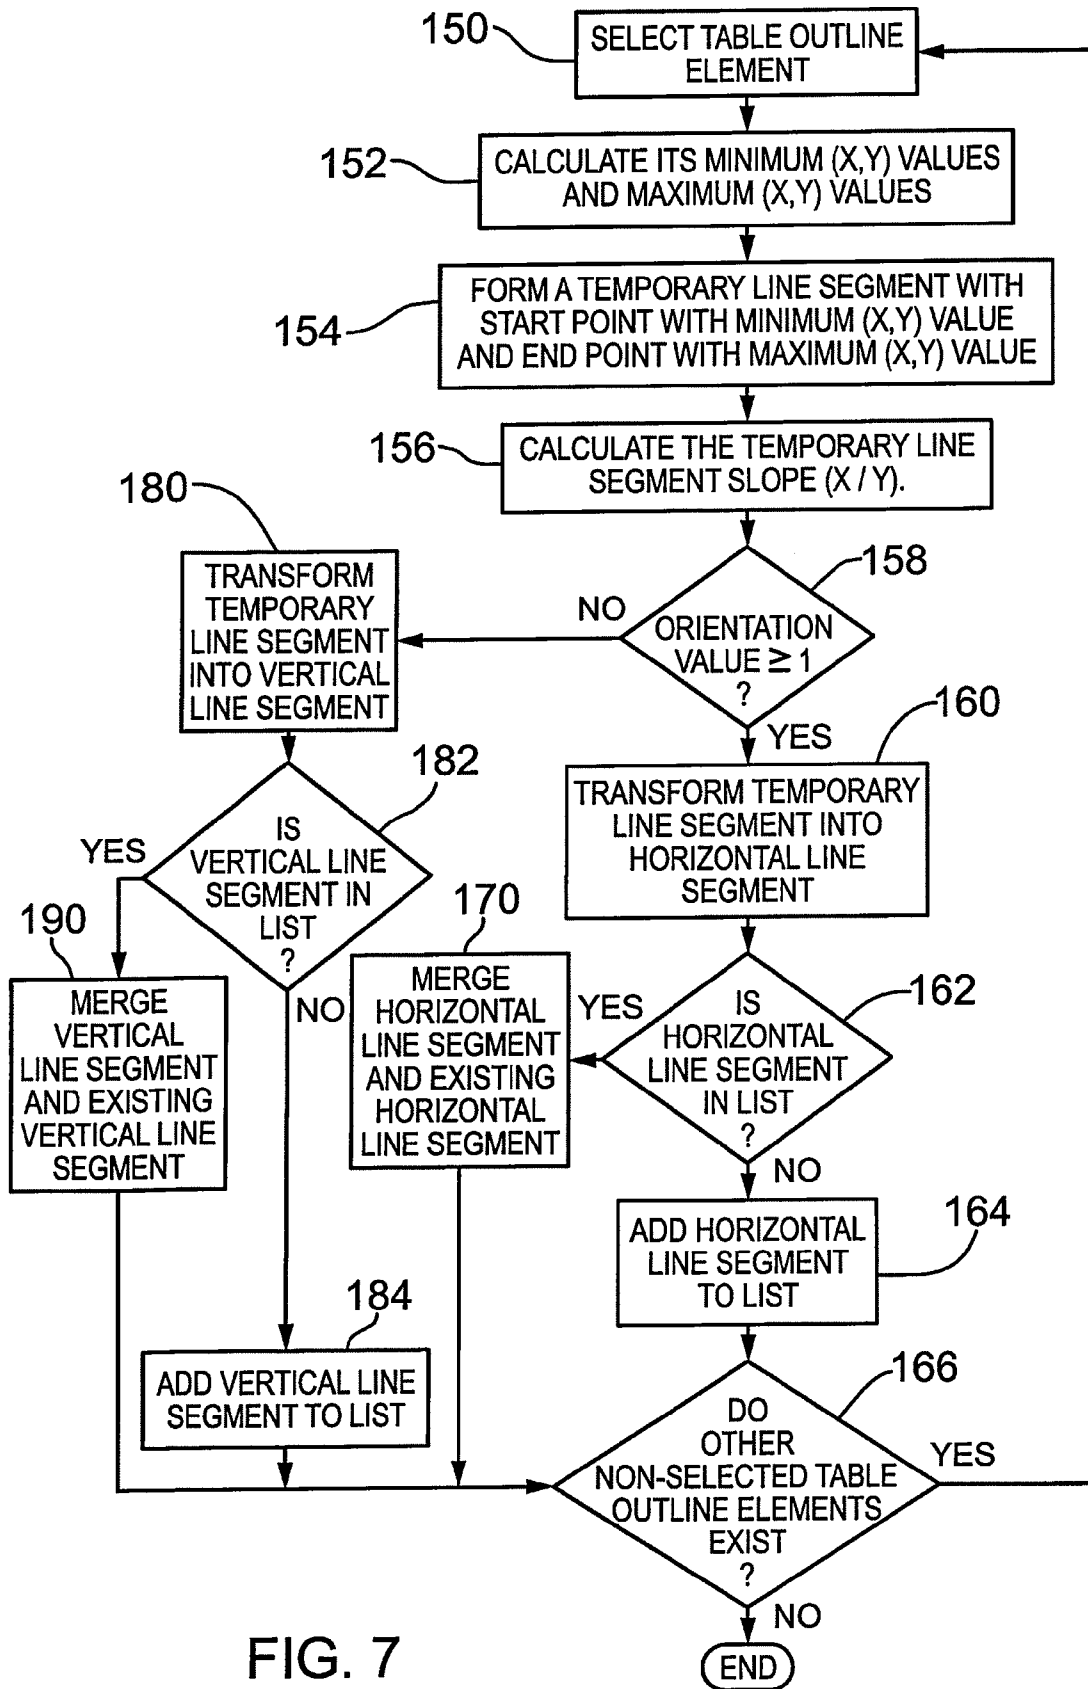 150
SELECT TABLE OUTLINE
ELEMENT
152
CALCULATE ITS MINIMUM (X,Y) VALUES
AND MAXIMUM (X,Y) VALUES
154
FORM A TEMPORARY LINE SEGMENT WITH
START POINT WITH MINIMUM (X,Y) VALUE
AND END POINT WITH MAXIMUM (X,Y) VALUE
156
CALCULATE THE TEMPORARY LINE
SEGMENT SLOPE (X / Y).
158
ORIENTATION
VALUE ≥ 1
?
NO
YES
180
TRANSFORM
TEMPORARY
LINE SEGMENT
INTO VERTICAL
LINE SEGMENT
160
TRANSFORM TEMPORARY
LINE SEGMENT INTO
HORIZONTAL LINE
SEGMENT
182
IS
VERTICAL LINE
SEGMENT IN
LIST
?
YES
NO
190
MERGE
VERTICAL
LINE SEGMENT
AND EXISTING
VERTICAL LINE
SEGMENT
170
MERGE
HORIZONTAL
LINE SEGMENT
AND EXISTING
HORIZONTAL
LINE SEGMENT
162
IS
HORIZONTAL
LINE SEGMENT
IN LIST
?
YES
NO
164
ADD HORIZONTAL
LINE SEGMENT
TO LIST
184
ADD VERTICAL LINE
SEGMENT TO LIST
166
DO
OTHER
NON-SELECTED TABLE
OUTLINE ELEMENTS
EXIST
?
YES
NO
END
FIG. 7